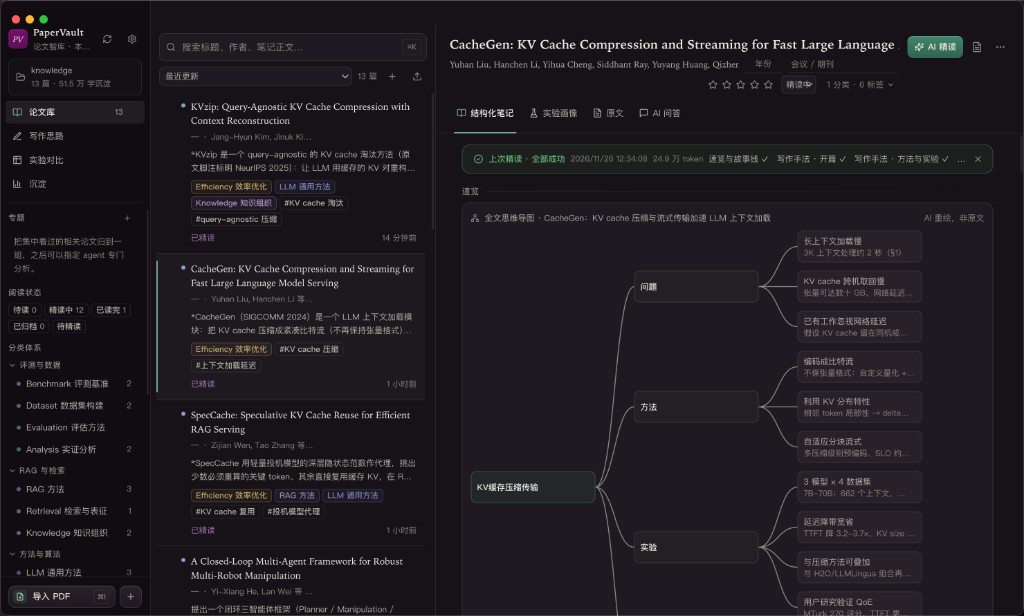 PV
PaperVault
论文智库 · 本…
knowledge
13 篇 · 51.5 万字沉淀
论文库 13
写作思路
实验对比
沉淀
专题 +
把集中看过的相关论文归到一
组，之后可以指定 agent 专门
分析。
阅读状态
待读 0 精读中 12 已读完 1
已归档 0 待精读
分类体系
评测与数据
Benchmark 评测基准 2
Dataset 数据集构建 2
Evaluation 评估方法
Analysis 实证分析 2
RAG 与检索
RAG 方法 3
Retrieval 检索与表征 1
Knowledge 知识组织 2
方法与算法
LLM 通用方法 3
导入 PDF ⌘I +
搜索标题、作者、笔记正文… ⌘K
最近更新 13 篇 +
KVzip: Query-Agnostic KV Cache Compression with
Context Reconstruction
— · Jang-Hyun Kim, Jinuk Ki…
*KVzip 是一个 query-agnostic 的 KV cache 淘汰方法（原
文脚注标明 NeurIPS 2025）：让 LLM 用缓存的 KV 对重构…
Efficiency 效率优化 LLM 通用方法
Knowledge 知识组织 #KV cache 淘汰
#query-agnostic 压缩
已精读 14 分钟前
CacheGen: KV Cache Compression and Streaming for
Fast Large Language Model Serving
— · Yuhan Liu, Hanchen Li 等…
*CacheGen（SIGCOMM 2024）是一个 LLM 上下文加载模
块：把 KV cache 压缩成紧凑比特流（不再保持张量格式）…
Efficiency 效率优化 #KV cache 压缩
#上下文加载延迟
已精读 1 小时前
SpecCache: Speculative KV Cache Reuse for Efficient
RAG Serving
— · Zijian Wen, Tao Zhang 等…
*SpecCache 用轻量投机模型的深层隐状态范数作代理，挑出
少数必须重算的关键 token、其余直接复用缓存 KV，在 R…
Efficiency 效率优化 RAG 方法 LLM 通用方法
#KV cache 复用 #投机模型代理
已精读 1 小时前
A Closed-Loop Multi-Agent Framework for Robust
Multi-Robot Manipulation
— · Yi-Xiang He, Lan Wei 等…
提出一个闭环三智能体框架（Planner / Manipulation /
CacheGen: KV Cache Compression and Streaming for Fast Large Language
AI 精读 …
Yuhan Liu, Hanchen Li, Yihua Cheng, Siddhant Ray, Yuyang Huang, Qizher 年份 会议 / 期刊
精读中 1 分类 · 6 标签
结构化笔记 实验画像 原文 AI 问答
上次精读 · 全部成功 2026/11/26 12:34:08 24.9 万 token 速览与故事线 ✓ 写作手法 · 开篇 ✓ 写作手法 · 方法与实验 ✓ … ✕
速览
全文思维导图 · CacheGen：KV cache 压缩与流式传输加速 LLM 上下文加载 AI 重绘，非原文
KV缓存压缩传输
问题
长上下文加载慢
3K 上下文处理约 2 秒（§1）
KV cache 跨机取回慢
张量可达数十 GB，网络延迟…
已有工作忽视网络延迟
假设 KV cache 留在同机或…
方法
编码成比特流
不保张量格式：自定义量化 +…
利用 KV 分布特性
相邻 token 局部性 → delta…
自适应分块流式
多压缩级别预编码、SLO 约…
实验
3 模型 × 4 数据集
7B–70B；662 个上下文，…
延迟降带宽省
TTFT 降 3.2–3.7×，KV size …
与压缩方法可叠加
与 H2O/LLMLingua 组合再…
用户研究验证 QoE
MTurk 270 评分，TTFT 更…